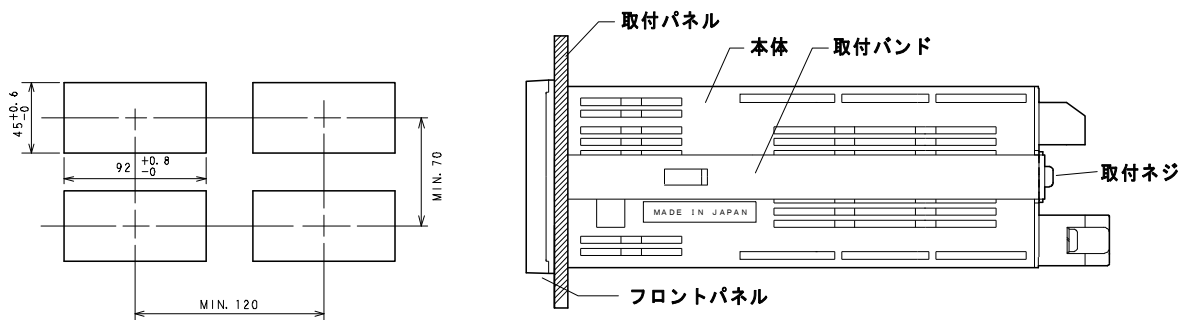 45+0.6
-0
92 +0.8
-0
MIN. 70
MIN. 120
取付パネル
本体
取付バンド
取付ネジ
MADE IN JAPAN
フロントパネル